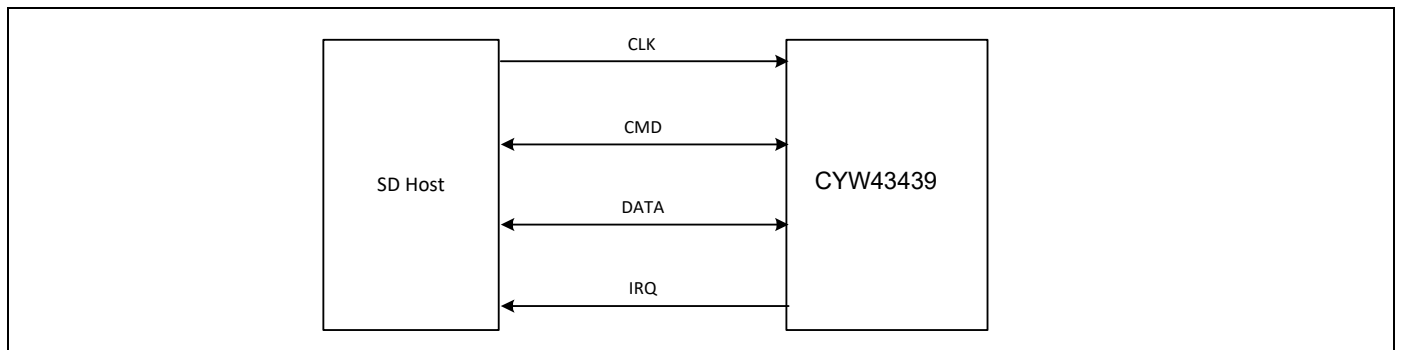 CLK
CMD
SD Host
CYW43439
DATA
IRQ